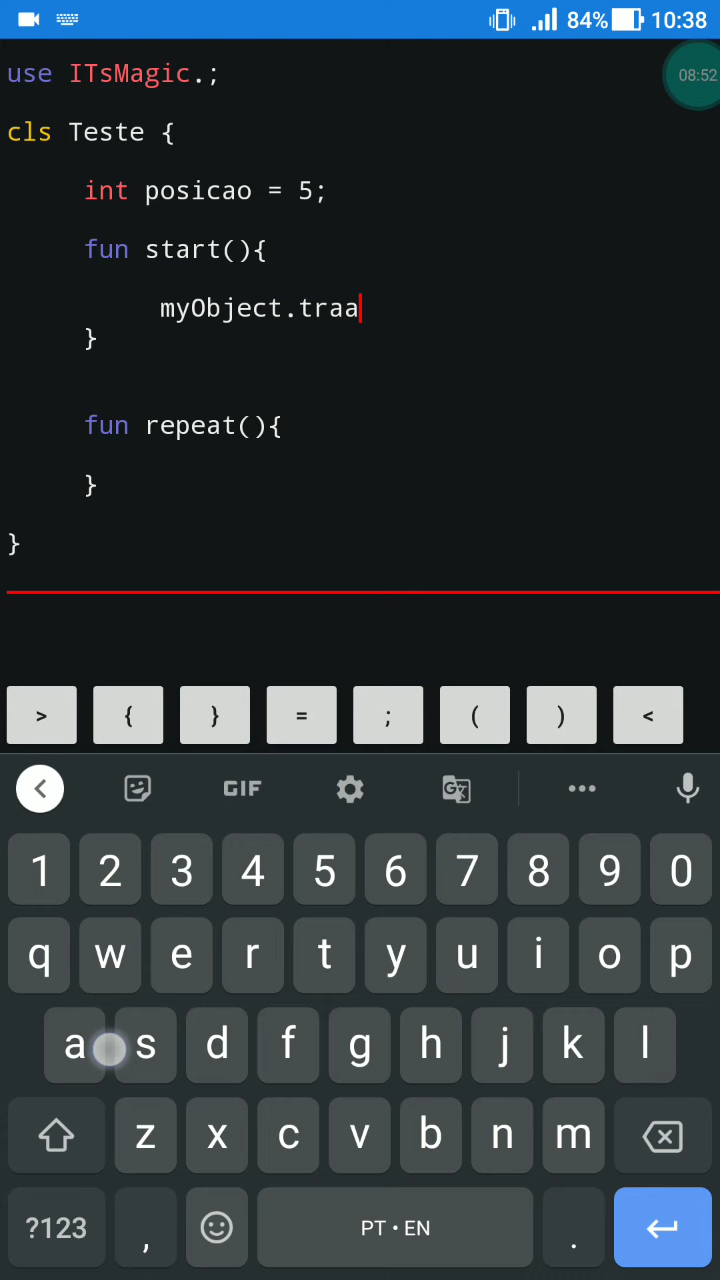 84% 10:38
08:52
use ITsMagic.;
cls Teste {
int posicao = 5;
fun start(){
myObject.traa
}
fun repeat(){
}
}
> { } = ; ( ) <
GIF
1 2 3 4 5 6 7 8 9 0
q w e r t y u i o p
a s d f g h j k l
z x c v b n m
?123 , PT • EN .